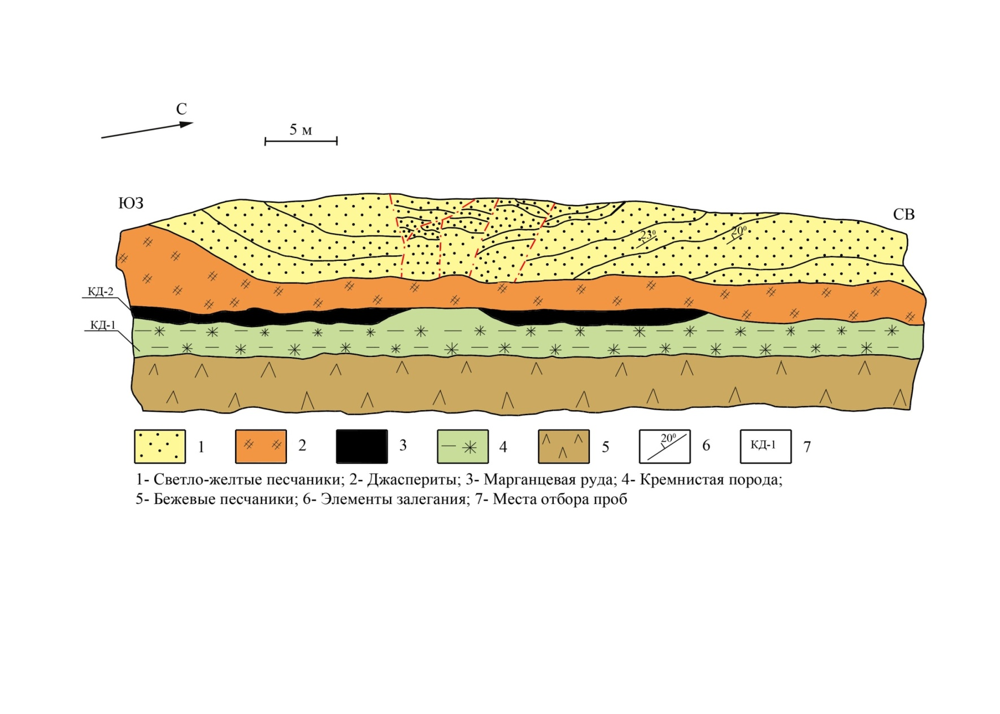 С
5 м
ЮЗ
СВ
23⁰
20⁰
КД-2
КД-1
1
2
3
4
5
20⁰
6
КД-1
7
1- Светло-желтые песчаники; 2- Джаспериты; 3- Марганцевая руда; 4- Кремнистая порода;
5- Бежевые песчаники; 6- Элементы залегания; 7- Места отбора проб